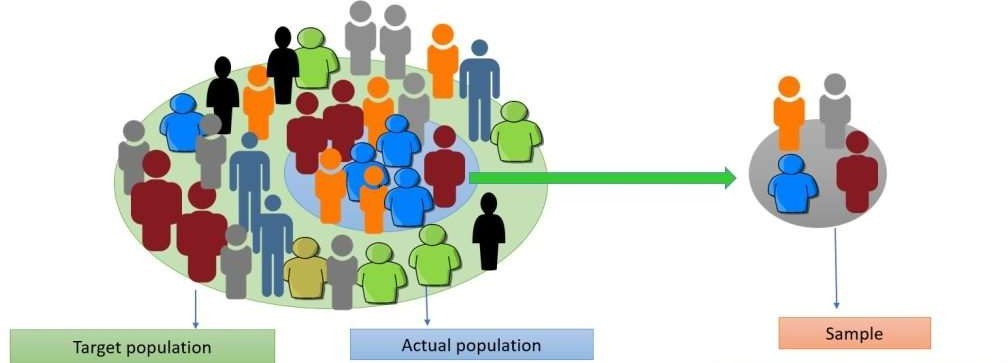 Target population
Actual population
Sample